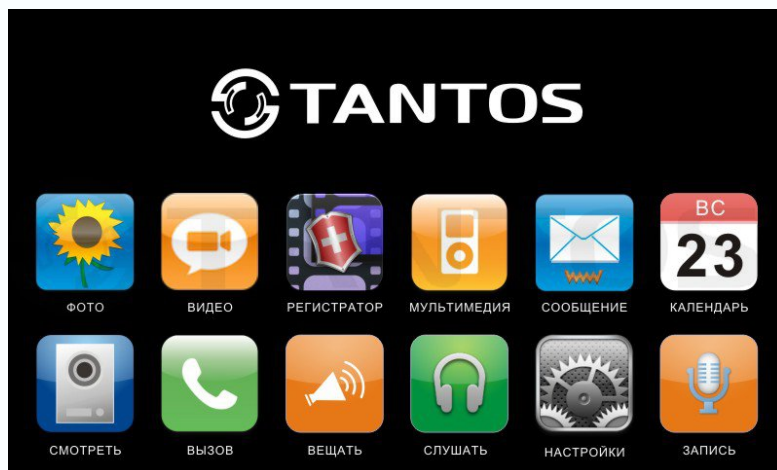 TANTOS
ВС
23
ФОТО ВИДЕО РЕГИСТРАТОР МУЛЬТИМЕДИЯ СООБЩЕНИЕ КАЛЕНДАРЬ
СМОТРЕТЬ ВЫЗОВ ВЕЩАТЬ СЛУШАТЬ НАСТРОЙКИ ЗАПИСЬ